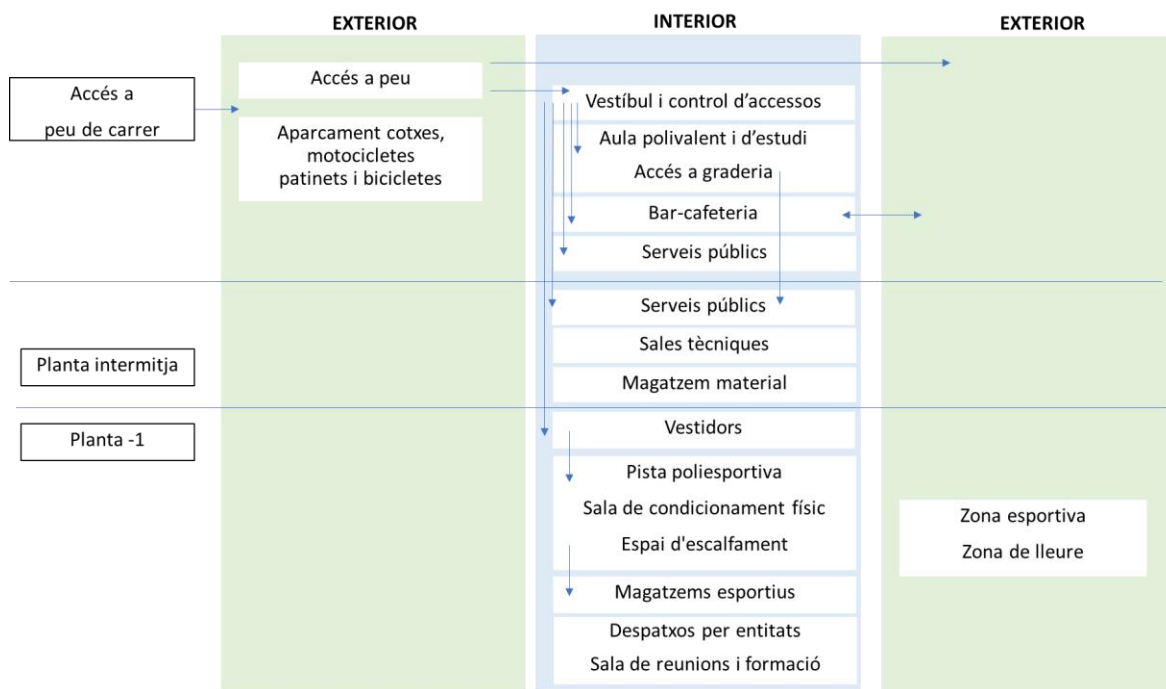 EXTERIOR
INTERIOR
EXTERIOR
Accés a
peu de carrer
Accés a peu
Aparcament cotxes,
motocicletes
patinets i bicicletes
Vestíbul i control d'accessos
Aula polivalent i d'estudi
Accés a graderia
Bar-cafeteria
Serveis públics
Planta intermitja
Serveis públics
Sales tècniques
Magatzem material
Planta -1
Vestidors
Pista poliesportiva
Sala de condicionament físic
Espai d'escalfament
Magatzems esportius
Despatxos per entitats
Sala de reunions i formació
Zona esportiva
Zona de lleure